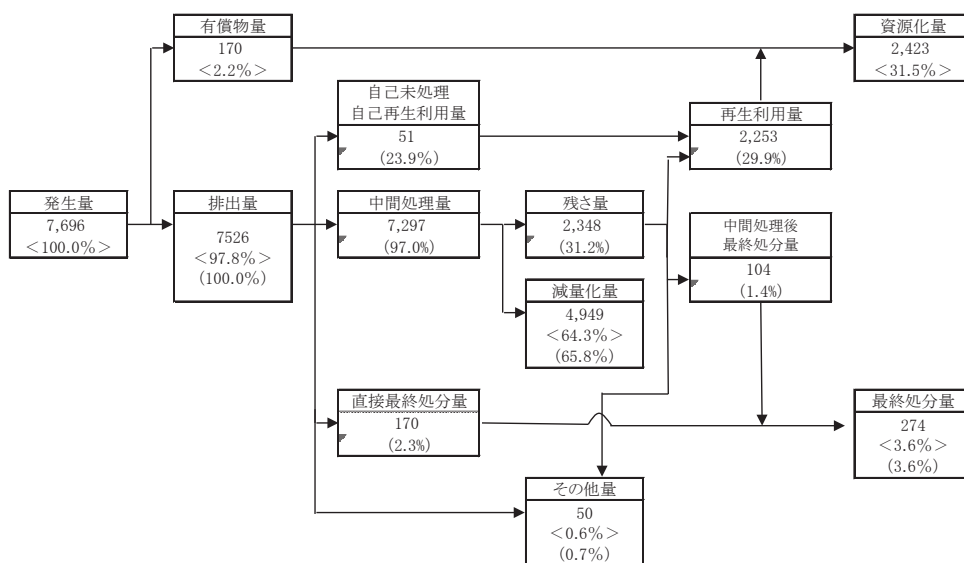 有償物量
170
＜2.2%＞
資源化量
2,423
＜31.5%＞
自己未処理
自己再生利用量
51
(23.9%)
再生利用量
2,253
(29.9%)
発生量
7,696
＜100.0%＞
排出量
7526
＜97.8%＞
(100.0%)
中間処理量
7,297
(97.0%)
残さ量
2,348
(31.2%)
中間処理後
最終処分量
104
(1.4%)
減量化量
4,949
＜64.3%＞
(65.8%)
直接最終処分量
170
(2.3%)
最終処分量
274
＜3.6%＞
(3.6%)
その他量
50
＜0.6%＞
(0.7%)